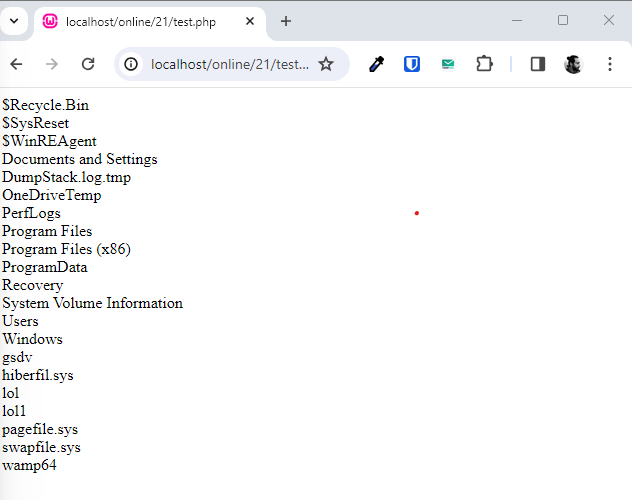 localhost/online/21/test.php
localhost/online/21/test...
$Recycle.Bin
$SysReset
$WinREAgent
Documents and Settings
DumpStack.log.tmp
OneDriveTemp
PerfLogs
Program Files
Program Files (x86)
ProgramData
Recovery
System Volume Information
Users
Windows
gsdv
hiberfil.sys
lol
lol1
pagefile.sys
swapfile.sys
wamp64